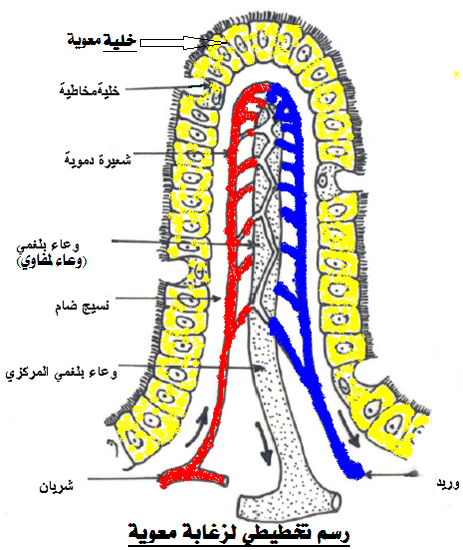 خلية معوية
خلية مخاطية
شعيرة دموية
وعاء بلغمي
(وعاء لمفاوي)
نسيج ضام
وعاء بلغمي المركزي
شريان
وريد
رسم تخطيطي لزغابة معوية